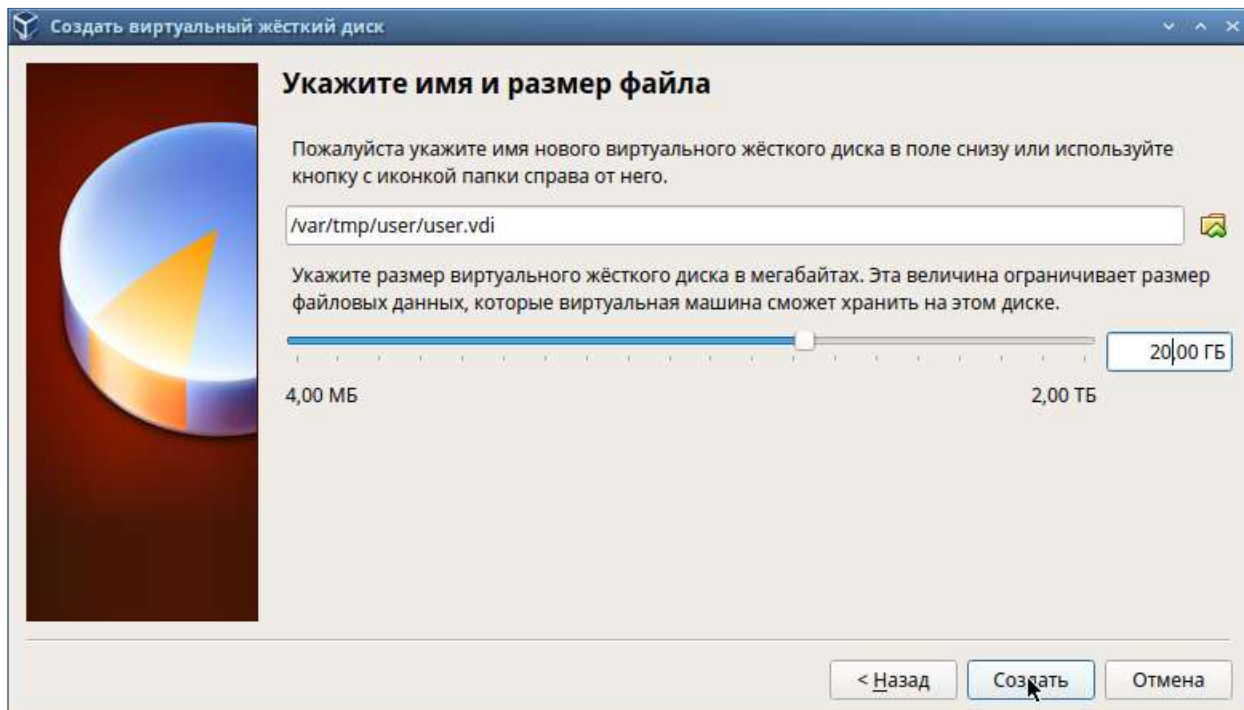 Создать виртуальный жёсткий диск
Укажите имя и размер файла
Пожалуйста укажите имя нового виртуального жёсткого диска в поле снизу или используйте
кнопку с иконкой папки справа от него.
/var/tmp/user/user.vdi
Укажите размер виртуального жёсткого диска в мегабайтах. Эта величина ограничивает размер
файловых данных, которые виртуальная машина сможет хранить на этом диске.
20,00 ГБ
4,00 МБ 2,00 ТБ
< Назад Создать Отмена